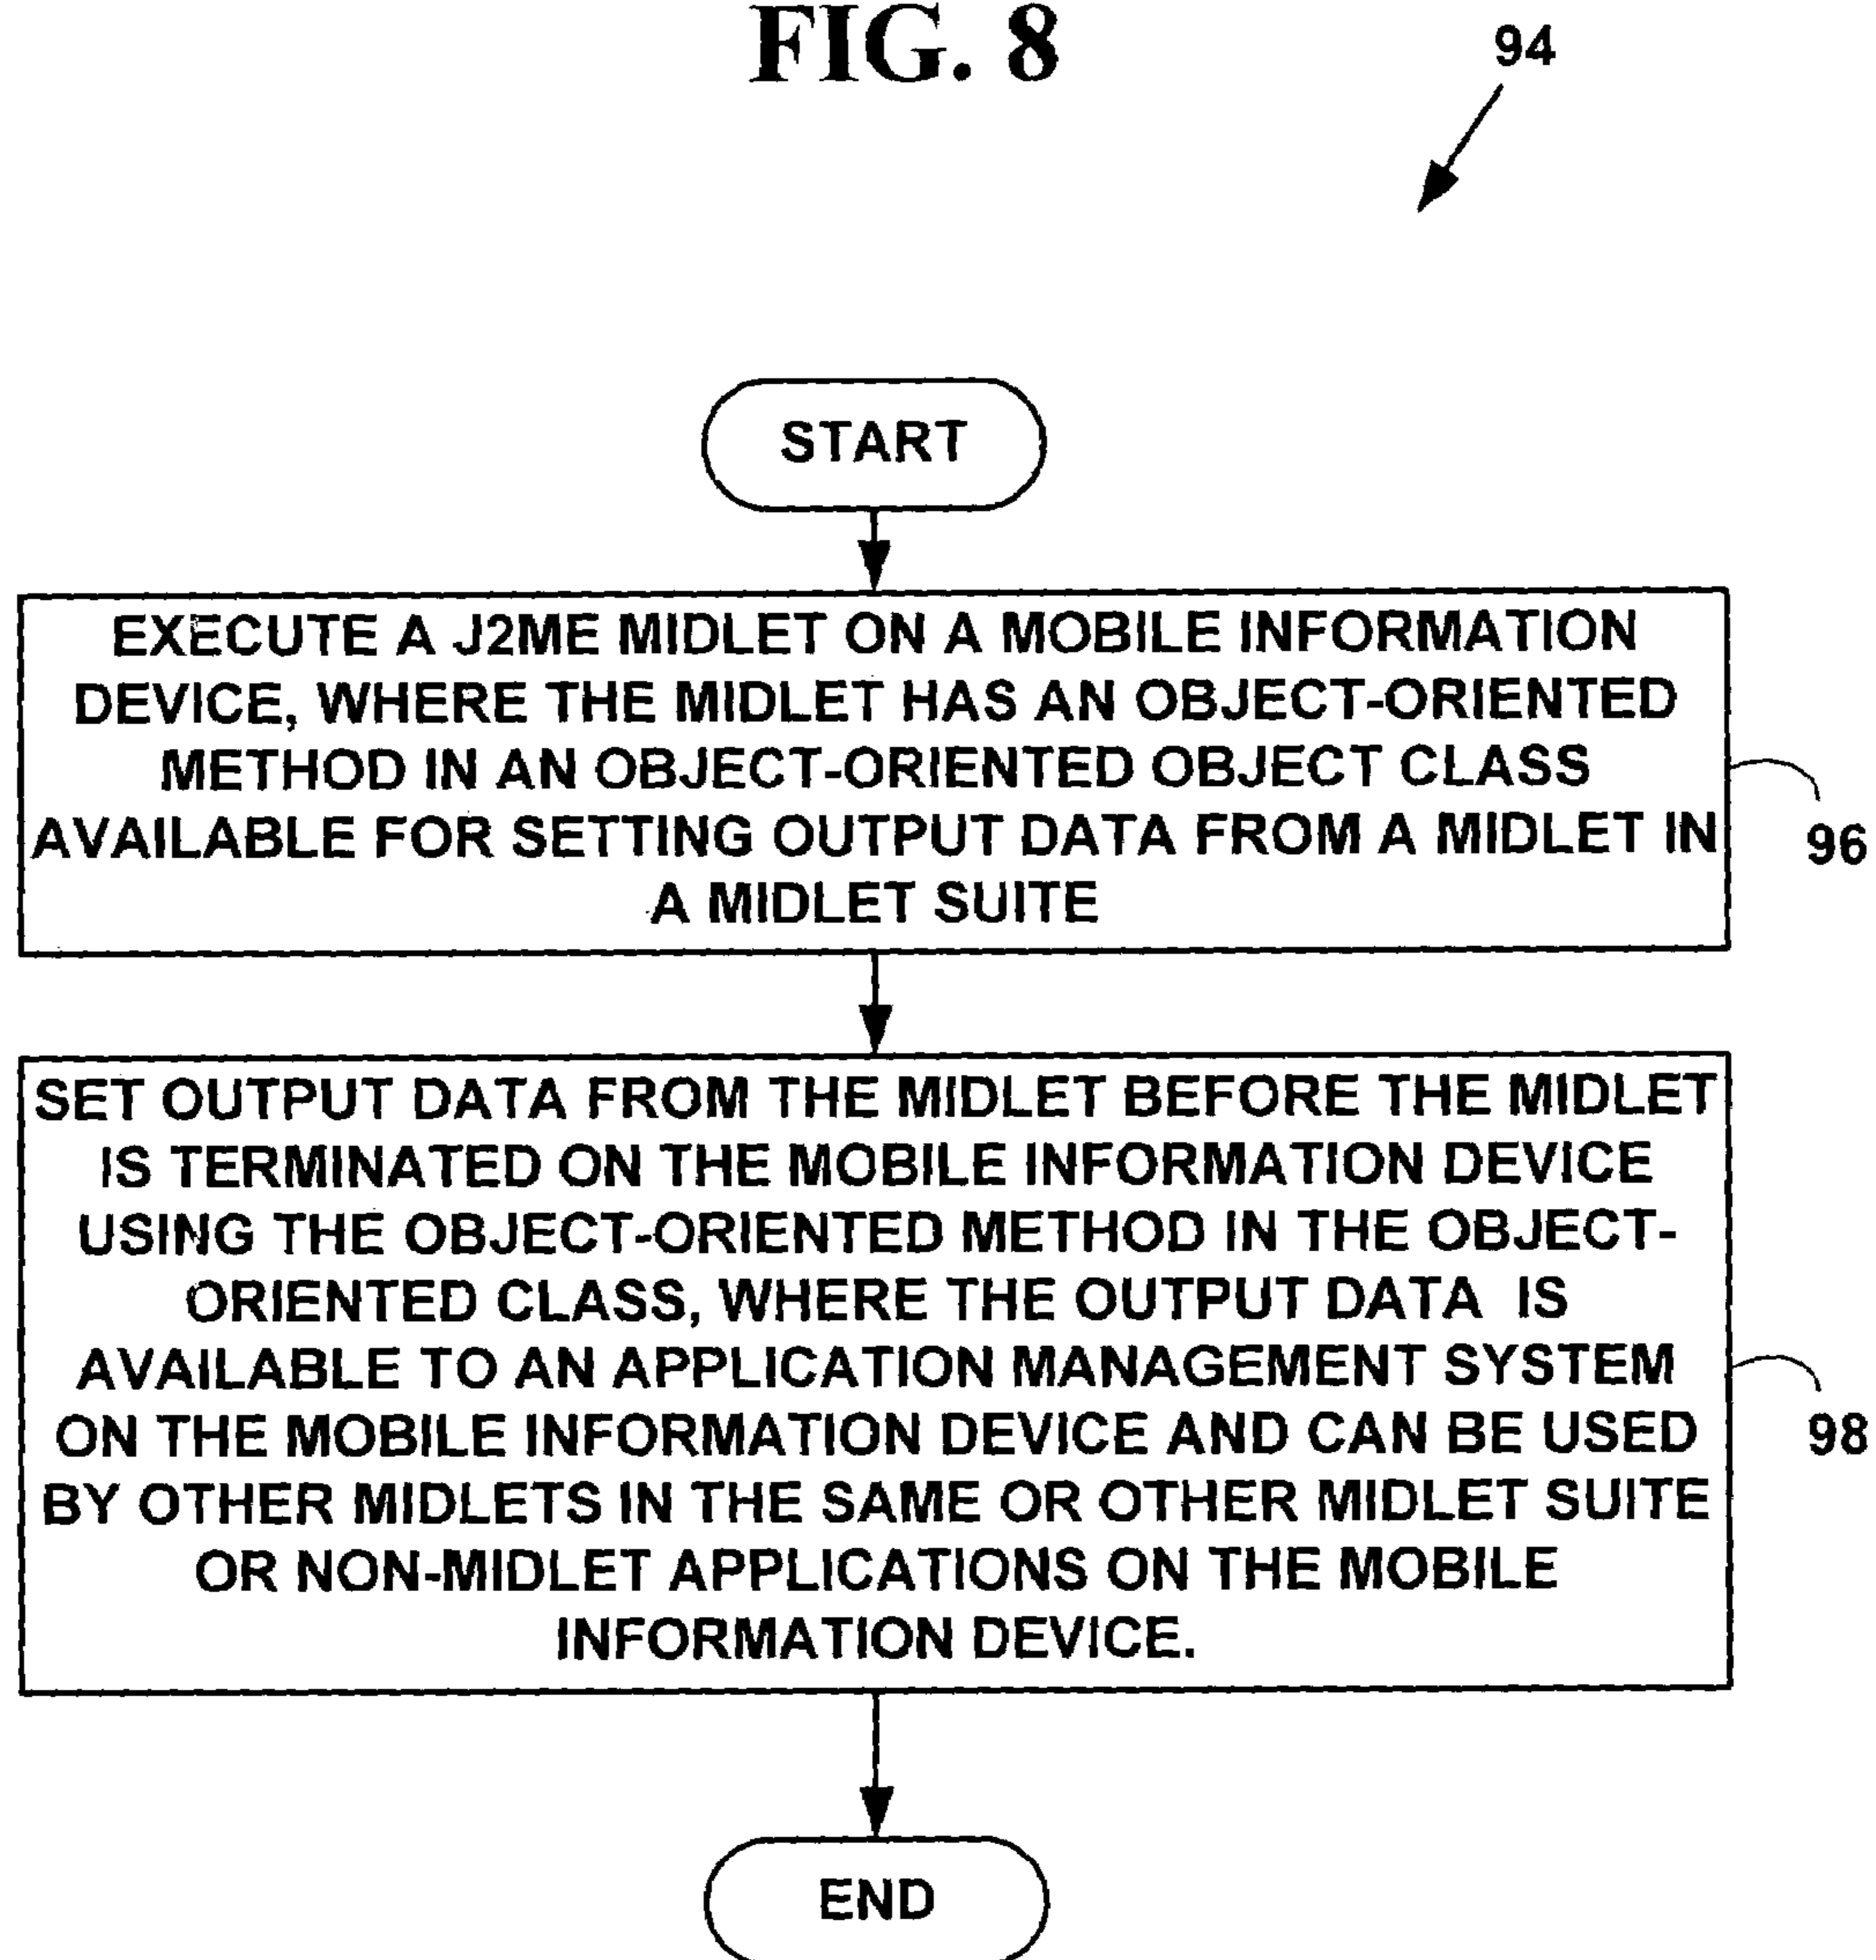 FIG. 8
94
START
EXECUTE A J2ME MIDLET ON A MOBILE INFORMATION
DEVICE, WHERE THE MIDLET HAS AN OBJECT-ORIENTED
METHOD IN AN OBJECT-ORIENTED OBJECT CLASS
AVAILABLE FOR SETTING OUTPUT DATA FROM A MIDLET IN
A MIDLET SUITE
96
SET OUTPUT DATA FROM THE MIDLET BEFORE THE MIDLET
IS TERMINATED ON THE MOBILE INFORMATION DEVICE
USING THE OBJECT-ORIENTED METHOD IN THE OBJECT-
ORIENTED CLASS, WHERE THE OUTPUT DATA IS
AVAILABLE TO AN APPLICATION MANAGEMENT SYSTEM
ON THE MOBILE INFORMATION DEVICE AND CAN BE USED
BY OTHER MIDLETS IN THE SAME OR OTHER MIDLET SUITE
OR NON-MIDLET APPLICATIONS ON THE MOBILE
INFORMATION DEVICE.
98
END